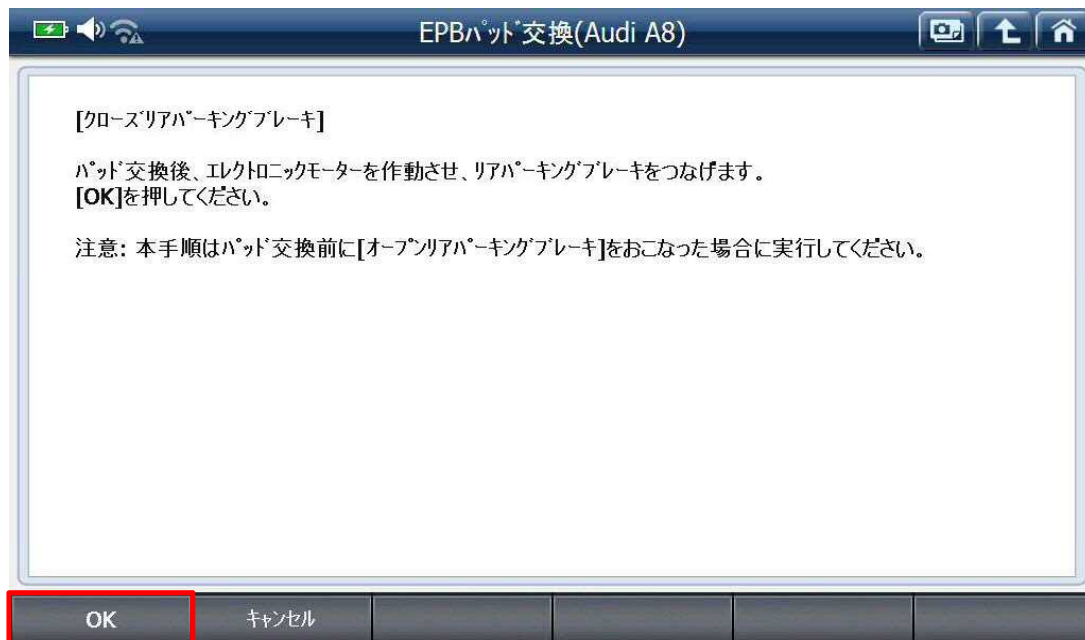 EPBﾊﾟｯﾄﾞ交換(Audi A8)
[ｸﾛｰｽﾞﾘｱﾊﾟｰｷﾝｸﾞﾌﾞﾚｰｷ]
ﾊﾟｯﾄﾞ交換後、ｴﾚｸﾄﾛﾆｯｸﾓｰﾀｰを作動させ、ﾘｱﾊﾟｰｷﾝｸﾞﾌﾞﾚｰｷをつなげます。
[OK]を押してください。
注意: 本手順はﾊﾟｯﾄﾞ交換前に[ｵｰﾌﾟﾝﾘｱﾊﾟｰｷﾝｸﾞﾌﾞﾚｰｷ]をおこなった場合に実行してください。
OK ｷｬﾝｾﾙ